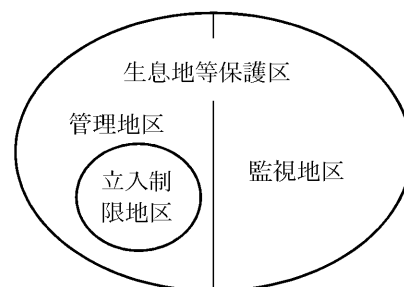 生息地等保護区
管理地区
立入制
限地区
監視地区